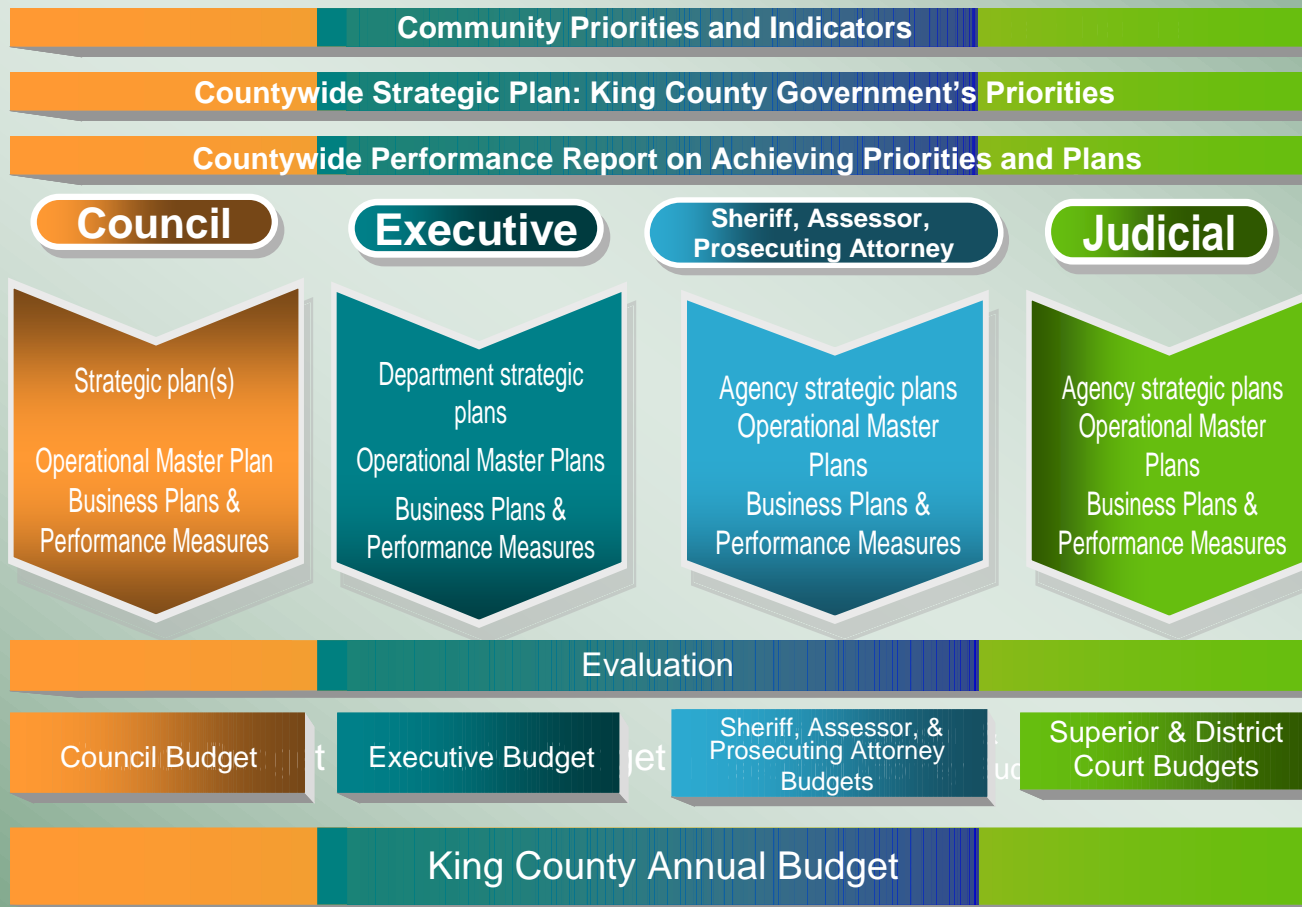 Community Priorities and Indicators
Countywide Strategic Plan: King County Government's Priorities
Countywide Performance Report on Achieving Priorities and Plans
Council
Executive
Sheriff, Assessor,
Prosecuting Attorney
Judicial
Strategic plan(s)
Operational Master Plan
Business Plans &
Performance Measures
Department strategic
plans
Operational Master Plans
Business Plans &
Performance Measures
Agency strategic plans
Operational Master
Plans
Business Plans &
Performance Measures
Agency strategic plans
Operational Master
Plans
Business Plans &
Performance Measures
Evaluation
Council Budget
Executive Budget
Sheriff, Assessor, &
Prosecuting Attorney
Budgets
Superior & District
Court Budgets
King County Annual Budget